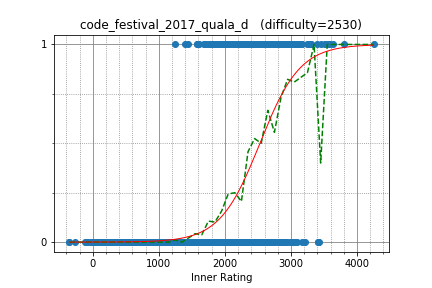 code_festival_2017_quala_d (difficulty=2530)
1
0
0 1000 2000 3000 4000
Inner Rating